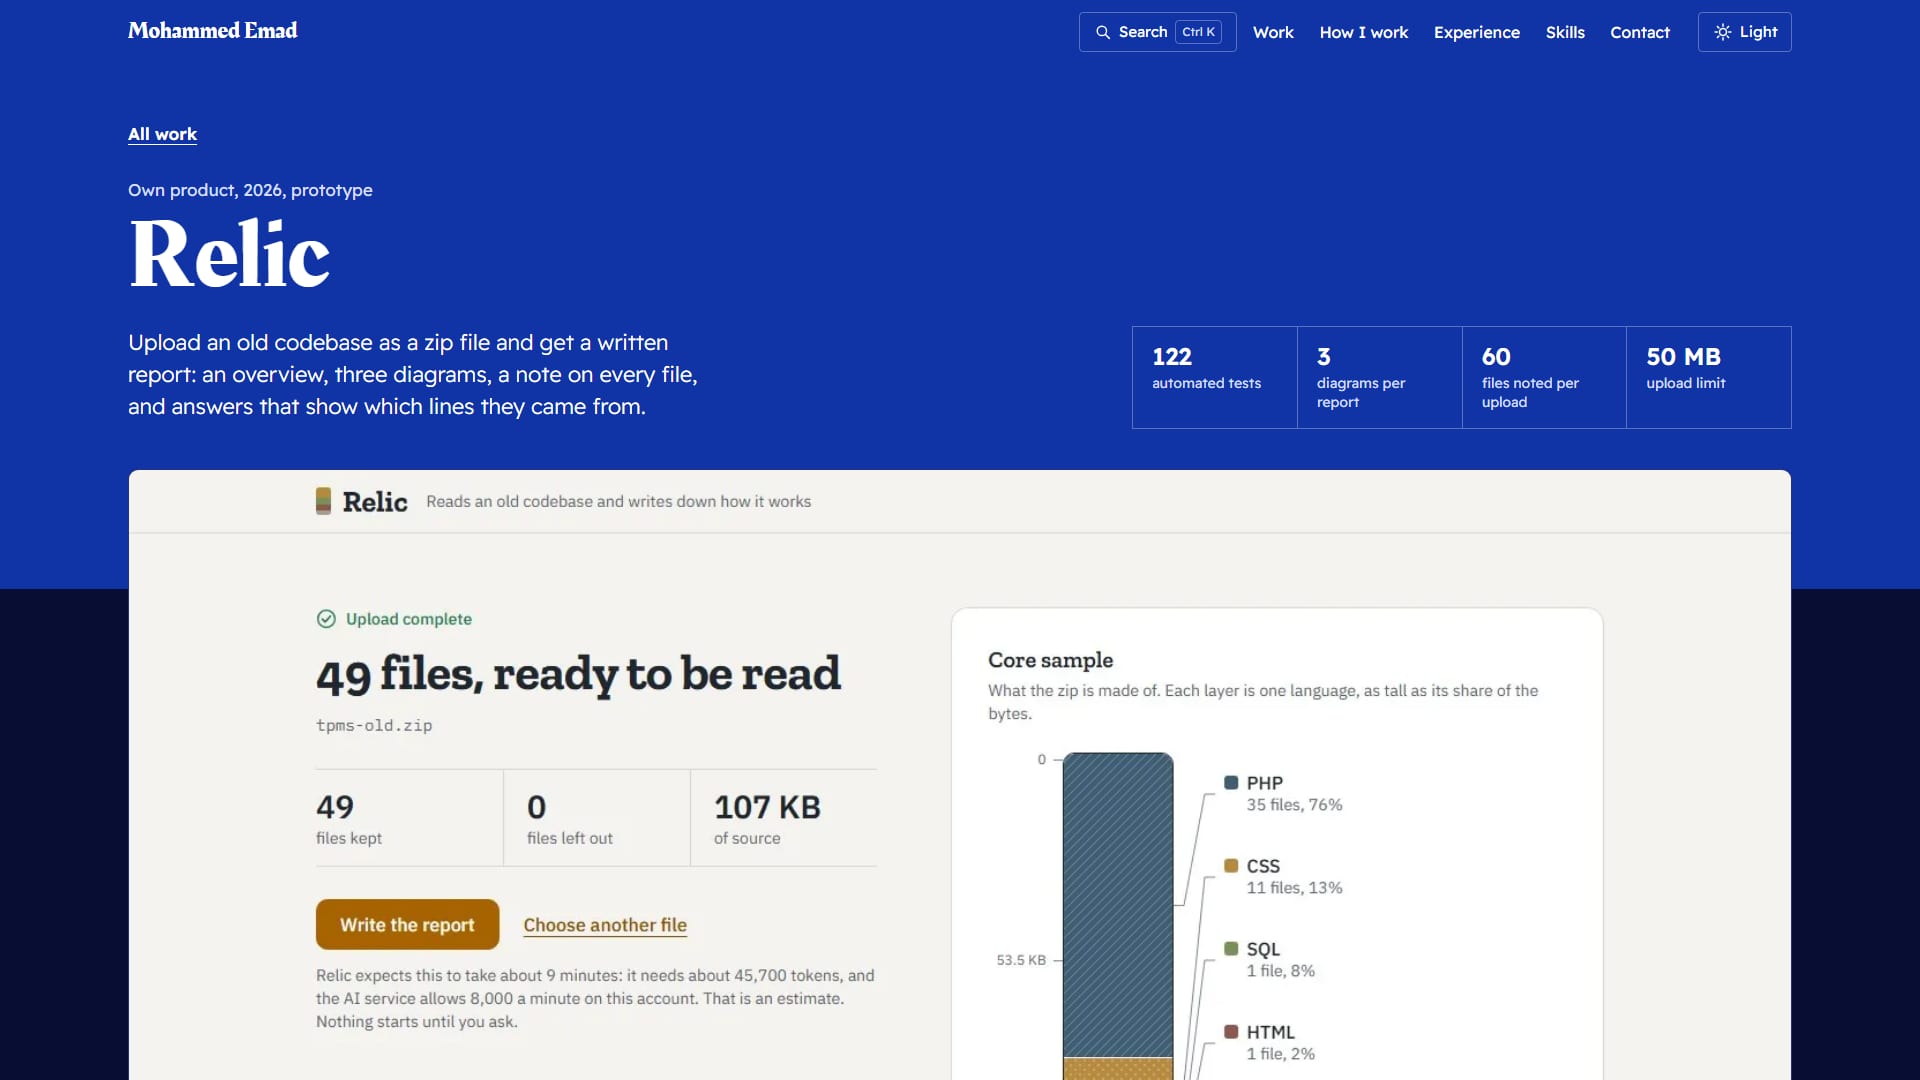 Mohammed Emad
Search Ctrl K
Work
How I work
Experience
Skills
Contact
Light
All work
Own product, 2026, prototype
Relic
Upload an old codebase as a zip file and get a written
report: an overview, three diagrams, a note on every file,
and answers that show which lines they came from.
122
automated tests
3
diagrams per
report
60
files noted per
upload
50 MB
upload limit
Relic
Reads an old codebase and writes down how it works
Upload complete
49 files, ready to be read
tpms-old.zip
49
files kept
0
files left out
107 KB
of source
Write the report
Choose another file
Relic expects this to take about 9 minutes: it needs about 45,700 tokens, and
the AI service allows 8,000 a minute on this account. That is an estimate.
Nothing starts until you ask.
Core sample
What the zip is made of. Each layer is one language, as tall as its share of the
bytes.
0
53.5 KB
PHP
35 files, 76%
CSS
11 files, 13%
SQL
1 file, 8%
HTML
1 file, 2%